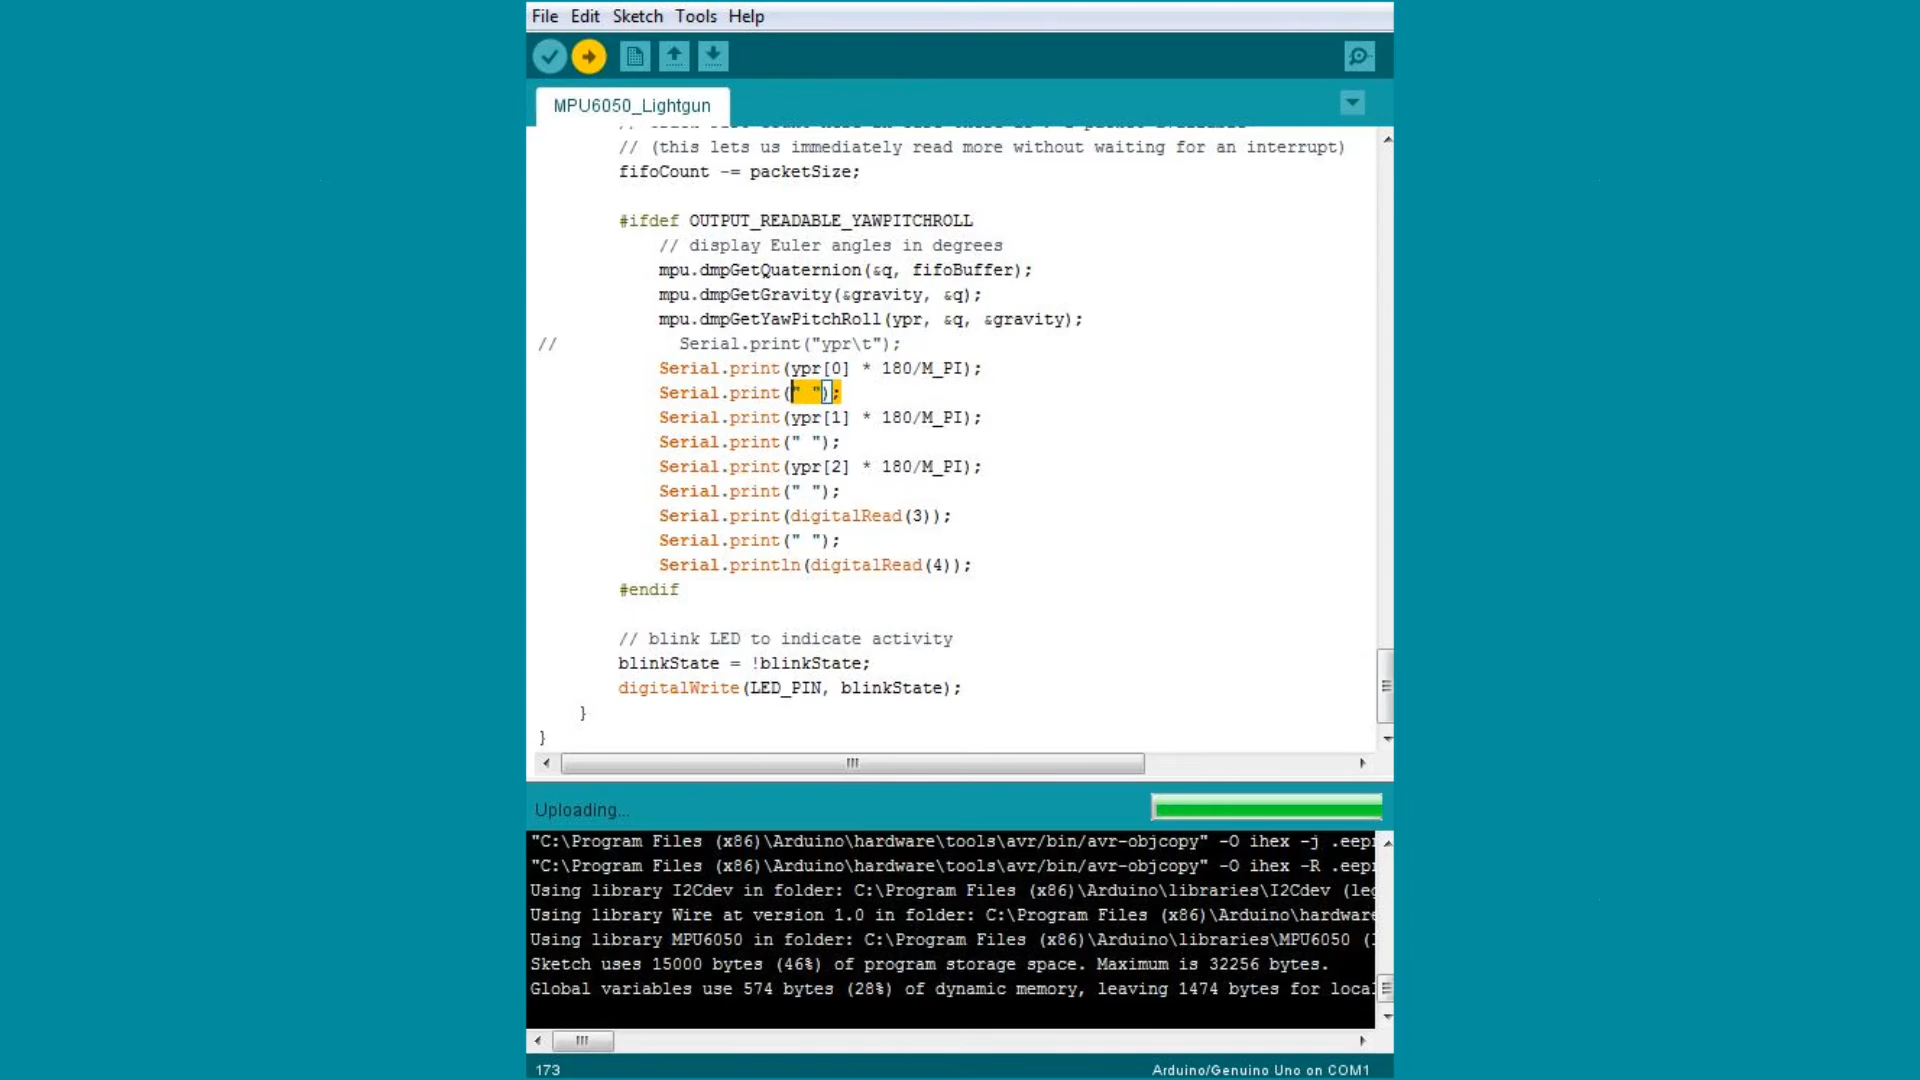 File Edit Sketch Tools Help
MPU6050_Lightgun
// (this lets us immediately read more without waiting for an interrupt)
fifoCount -= packetSize;
#ifdef OUTPUT_READABLE_YAWPITCHROLL
// display Euler angles in degrees
mpu.dmpGetQuaternion(&q, fifoBuffer);
mpu.dmpGetGravity(&gravity, &q);
mpu.dmpGetYawPitchRoll(ypr, &q, &gravity);
// Serial.print("ypr\t");
Serial.print(ypr[0] * 180/M_PI);
Serial.print(" ");
Serial.print(ypr[1] * 180/M_PI);
Serial.print(" ");
Serial.print(ypr[2] * 180/M_PI);
Serial.print(" ");
Serial.print(digitalRead(3));
Serial.print(" ");
Serial.println(digitalRead(4));
#endif
// blink LED to indicate activity
blinkState = !blinkState;
digitalWrite(LED_PIN, blinkState);
}
}
Uploading...
"C:\Program Files (x86)\Arduino\hardware\tools\avr/bin/avr-objcopy" -O ihex -j .eep
"C:\Program Files (x86)\Arduino\hardware\tools\avr/bin/avr-objcopy" -O ihex -R .eep
Using library I2Cdev in folder: C:\Program Files (x86)\Arduino\libraries\I2Cdev (le
Using library Wire at version 1.0 in folder: C:\Program Files (x86)\Arduino\hardware
Using library MPU6050 in folder: C:\Program Files (x86)\Arduino\libraries\MPU6050 (
Sketch uses 15000 bytes (46%) of program storage space. Maximum is 32256 bytes.
Global variables use 574 bytes (28%) of dynamic memory, leaving 1474 bytes for loca
173 Arduino/Genuino Uno on COM1